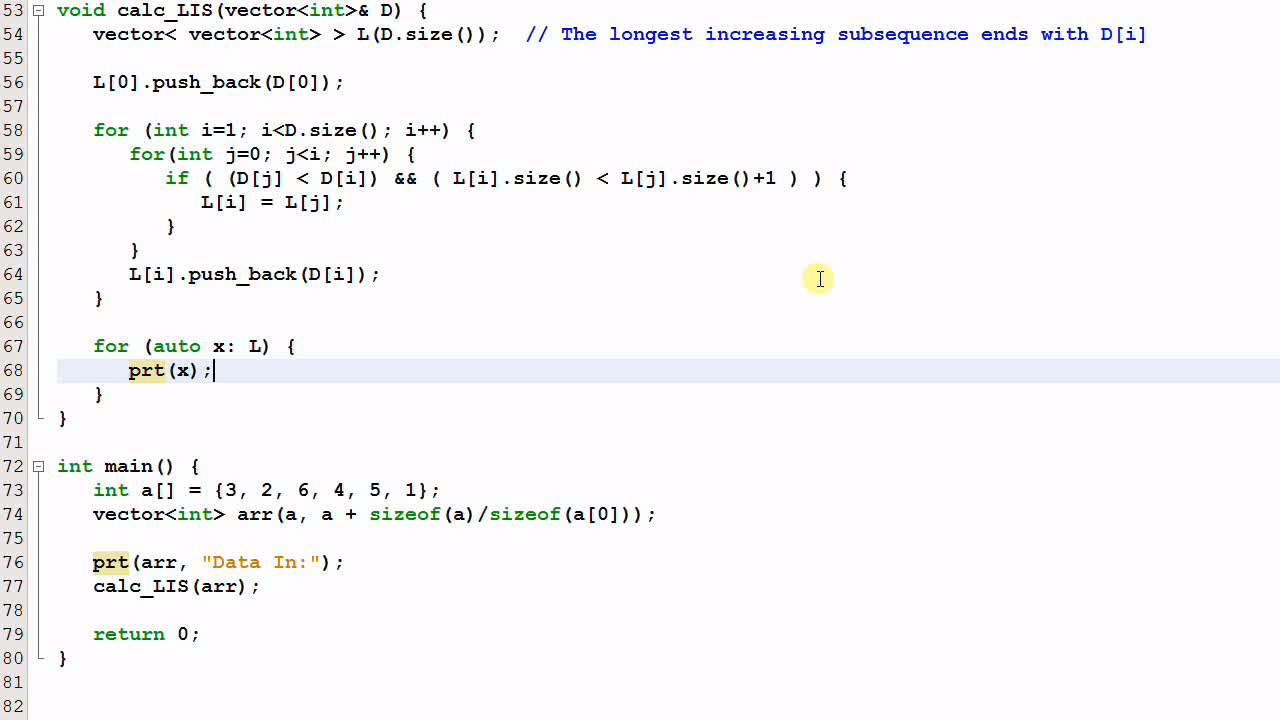 53 void calc_LIS(vector<int>& D) {
54 vector< vector<int> > L(D.size());  // The longest increasing subsequence ends with D[i]
55
56 L[0].push_back(D[0]);
57
58 for (int i=1; i<D.size(); i++) {
59 for(int j=0; j<i; j++) {
60 if ( (D[j] < D[i]) && ( L[i].size() < L[j].size()+1 ) ) {
61 L[i] = L[j];
62 }
63 }
64 L[i].push_back(D[i]);
65 }
66
67 for (auto x: L) {
68 prt(x);
69 }
70 }
71
72 int main() {
73 int a[] = {3, 2, 6, 4, 5, 1};
74 vector<int> arr(a, a + sizeof(a)/sizeof(a[0]));
75
76 prt(arr, "Data In:");
77 calc_LIS(arr);
78
79 return 0;
80 }
81
82